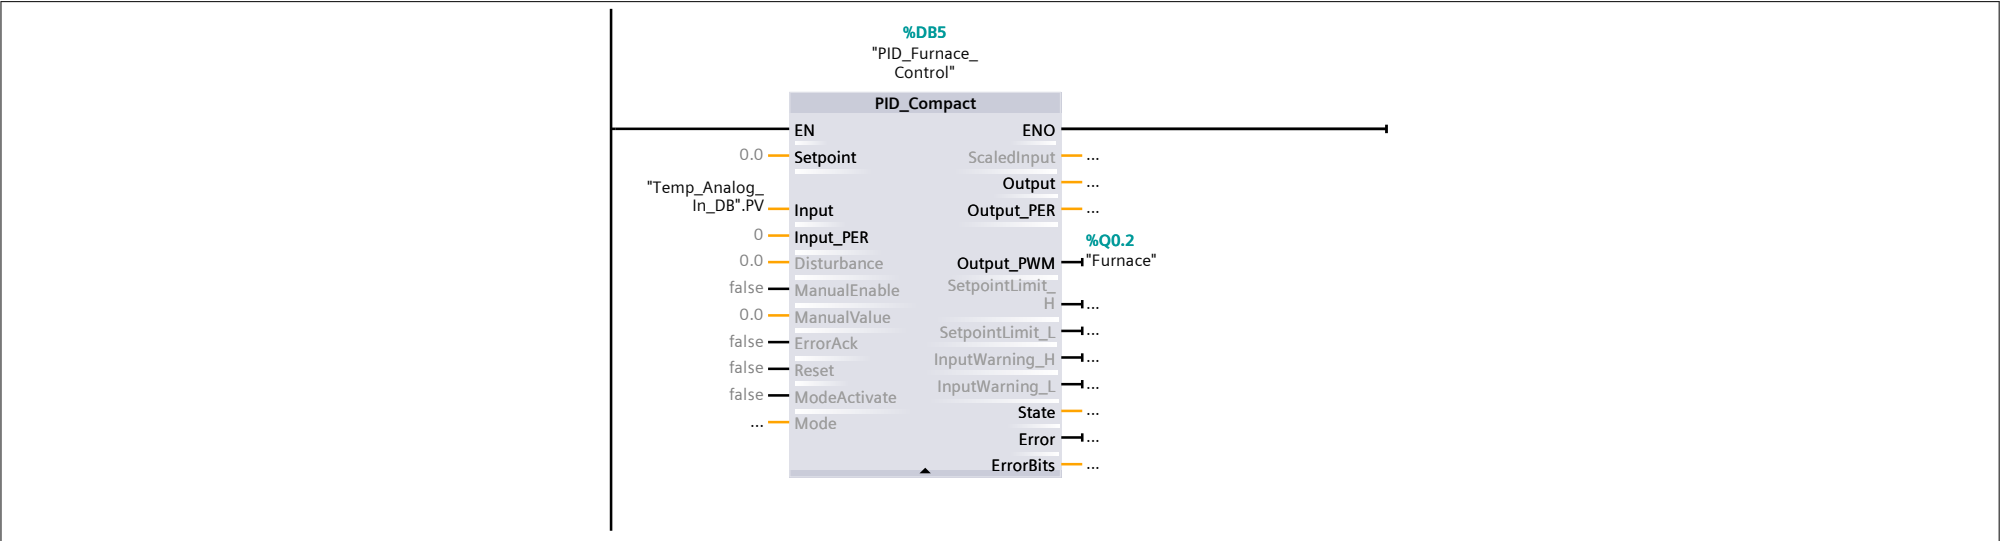 %DB5
"PID_Furnace_
Control"
PID_Compact
EN
ENO
0.0
Setpoint
ScaledInput
...
Output
...
"Temp_Analog_
In_DB".PV
Input
Output_PER
...
0
Input_PER
%Q0.2
0.0
Disturbance
Output_PWM
"Furnace"
false
ManualEnable
SetpointLimit_
H
...
0.0
ManualValue
SetpointLimit_L
...
false
ErrorAck
InputWarning_H
...
false
Reset
InputWarning_L
...
false
ModeActivate
State
...
...
Mode
Error
...
ErrorBits
...